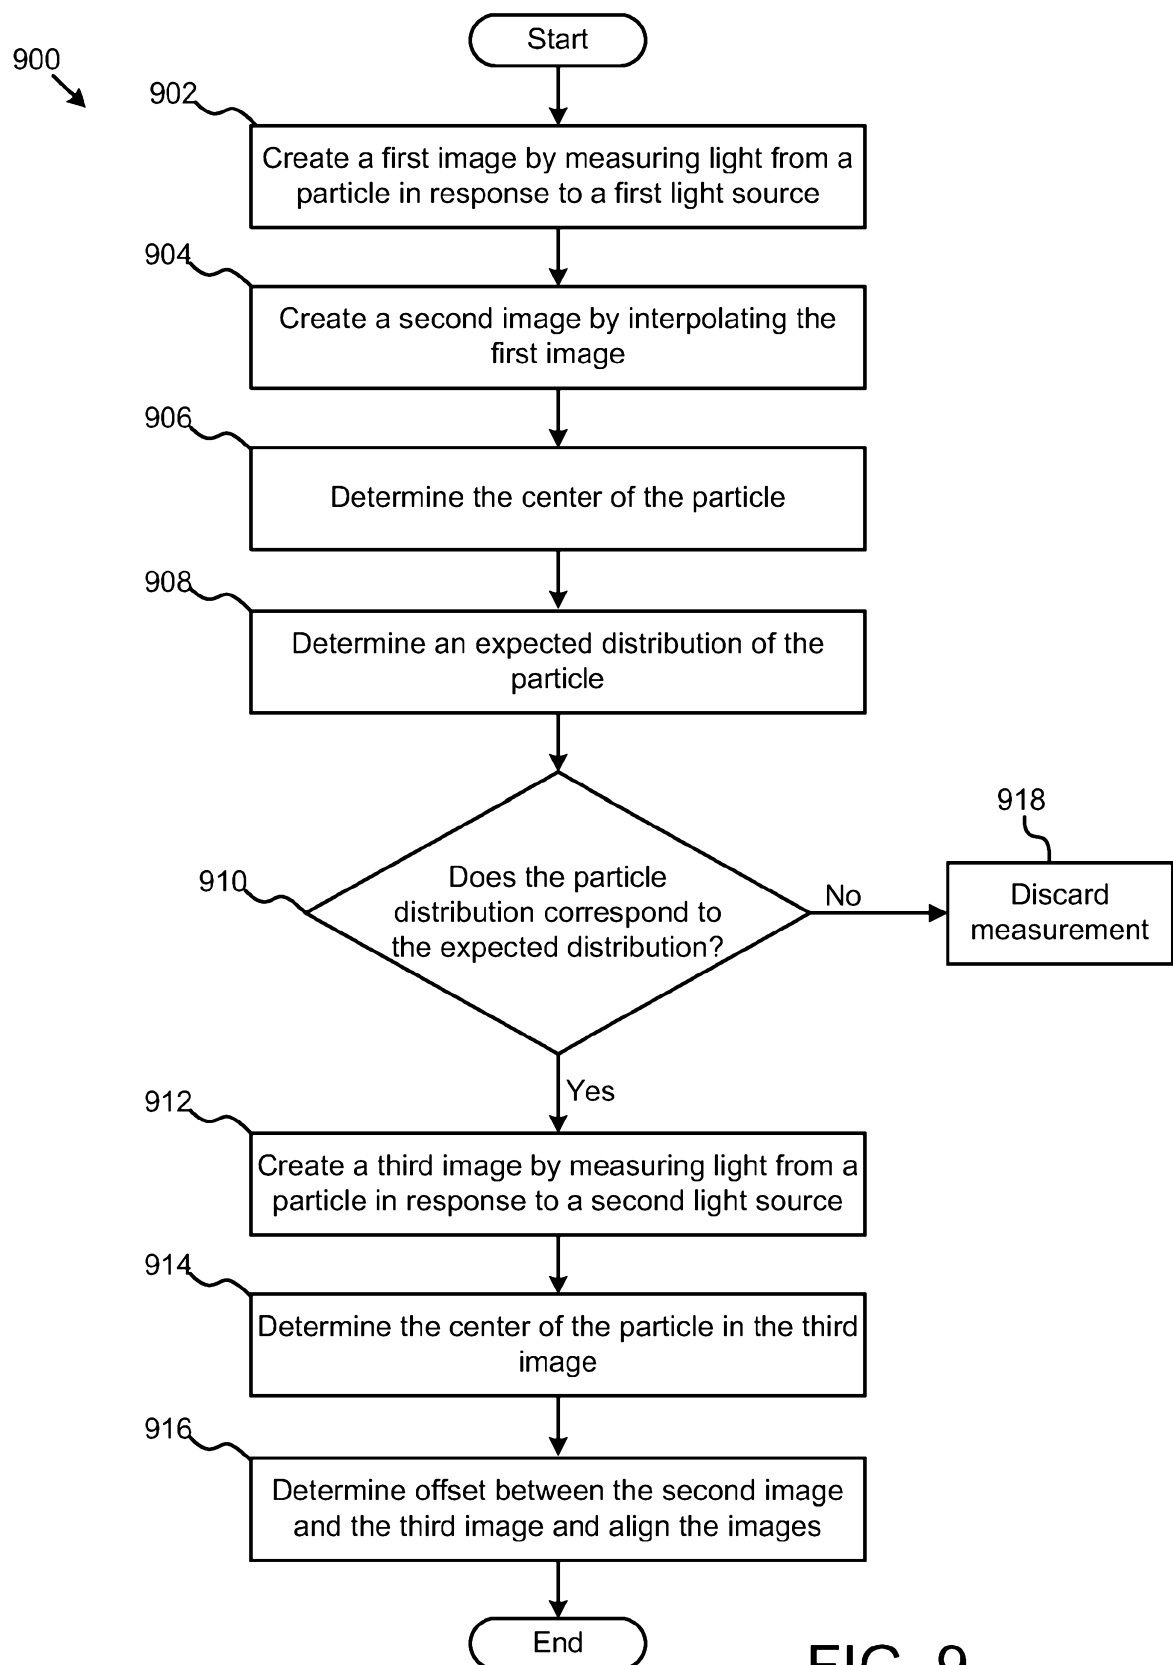 Start
900
902
Create a first image by measuring light from a
particle in response to a first light source
904
Create a second image by interpolating the
first image
906
Determine the center of the particle
908
Determine an expected distribution of the
particle
910
Does the particle
distribution correspond to
the expected distribution?
No
918
Discard
measurement
Yes
912
Create a third image by measuring light from a
particle in response to a second light source
914
Determine the center of the particle in the third
image
916
Determine offset between the second image
and the third image and align the images
End
FIG. 9